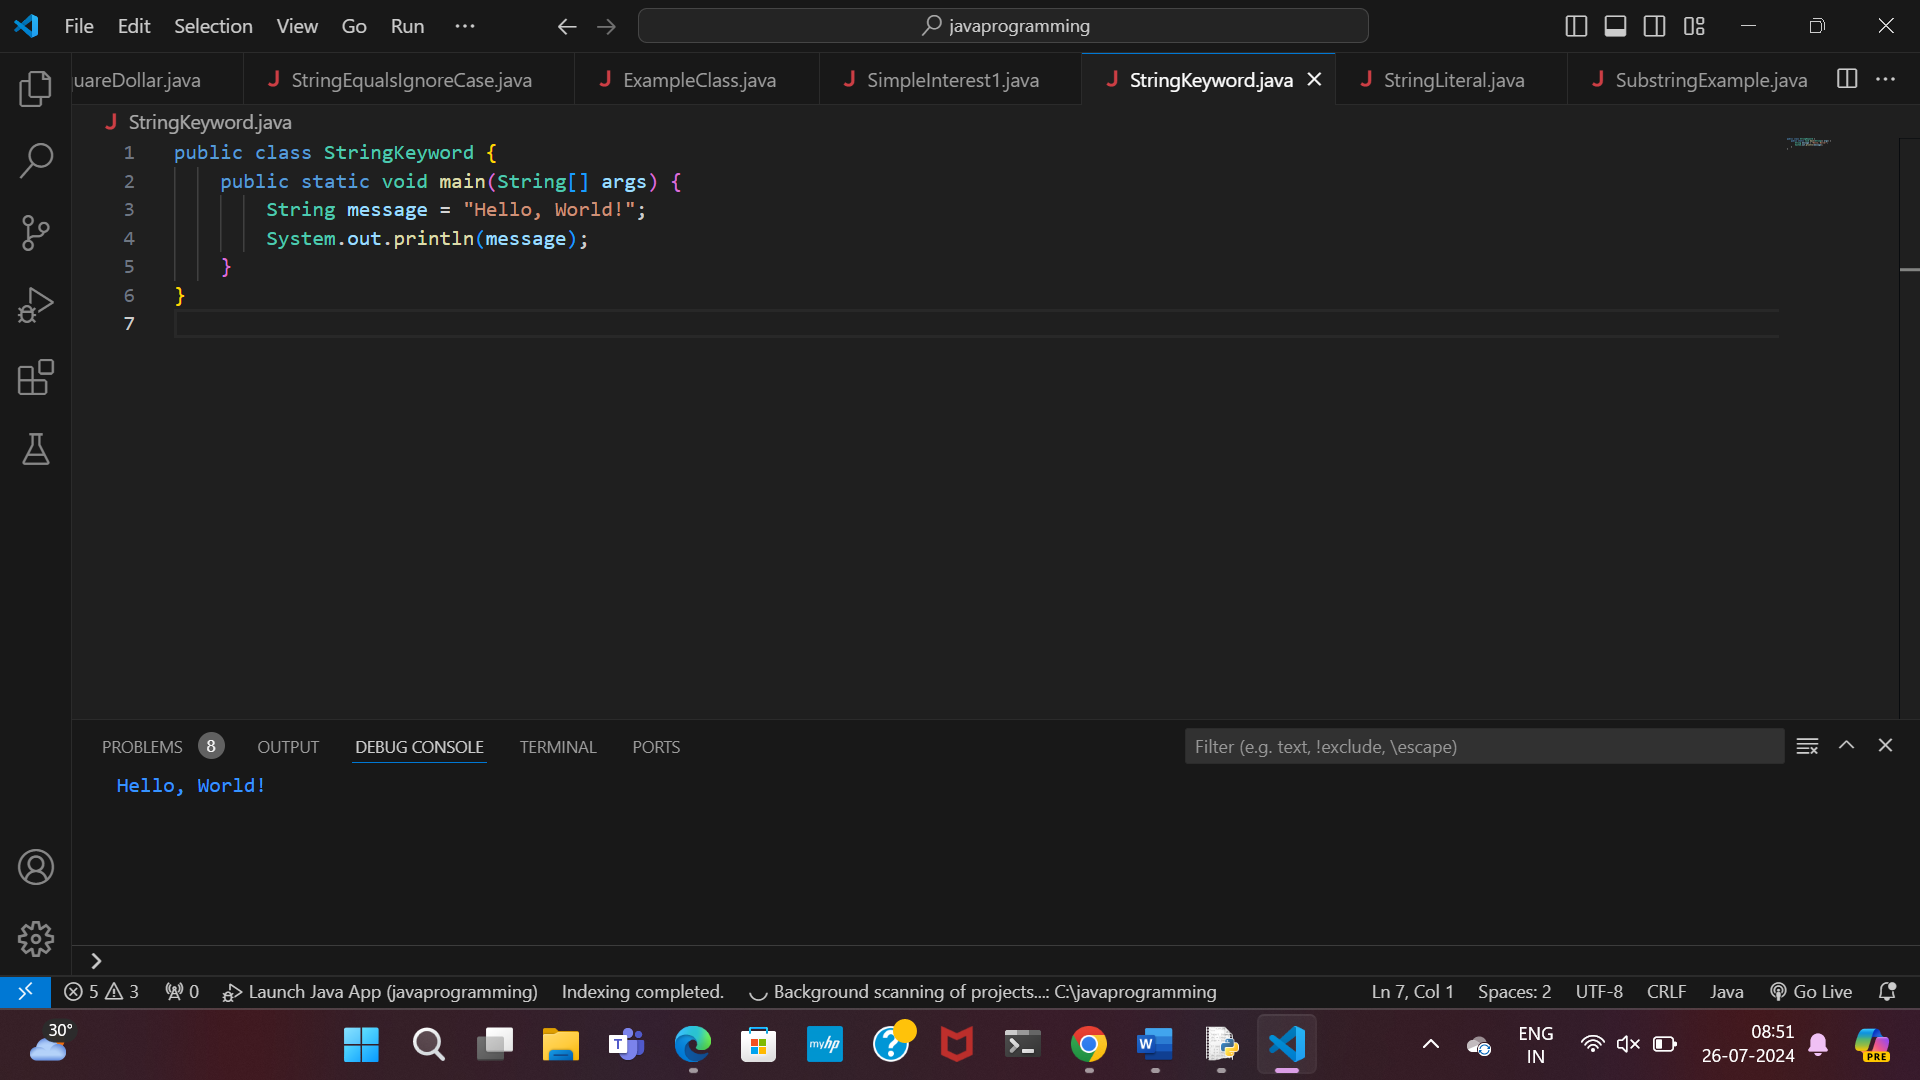 File Edit Selection View Go Run ··· javaprogramming
uareDollar.java StringEqualsIgnoreCase.java ExampleClass.java SimpleInterest1.java StringKeyword.java StringLiteral.java SubstringExample.java
StringKeyword.java
1 public class StringKeyword {
2 public static void main(String[] args) {
3 String message = "Hello, World!";
4 System.out.println(message);
5 }
6 }
7
PROBLEMS 8 OUTPUT DEBUG CONSOLE TERMINAL PORTS Filter (e.g. text, !exclude, \escape)
Hello, World!
5 3 0 Launch Java App (javaprogramming) Indexing completed. Background scanning of projects...: C:\javaprogramming Ln 7, Col 1 Spaces: 2 UTF-8 CRLF Java Go Live
30° T myhp ? W PRE
ENG
IN
08:51
26-07-2024